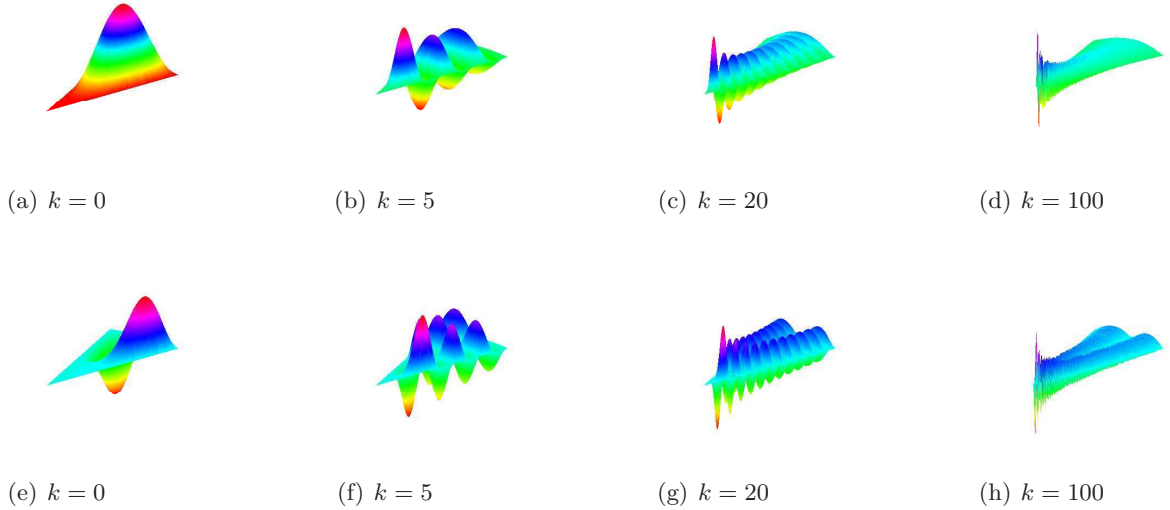 (a) k = 0 (b) k = 5 (c) k = 20 (d) k = 100
(e) k = 0 (f) k = 5 (g) k = 20 (h) k = 100